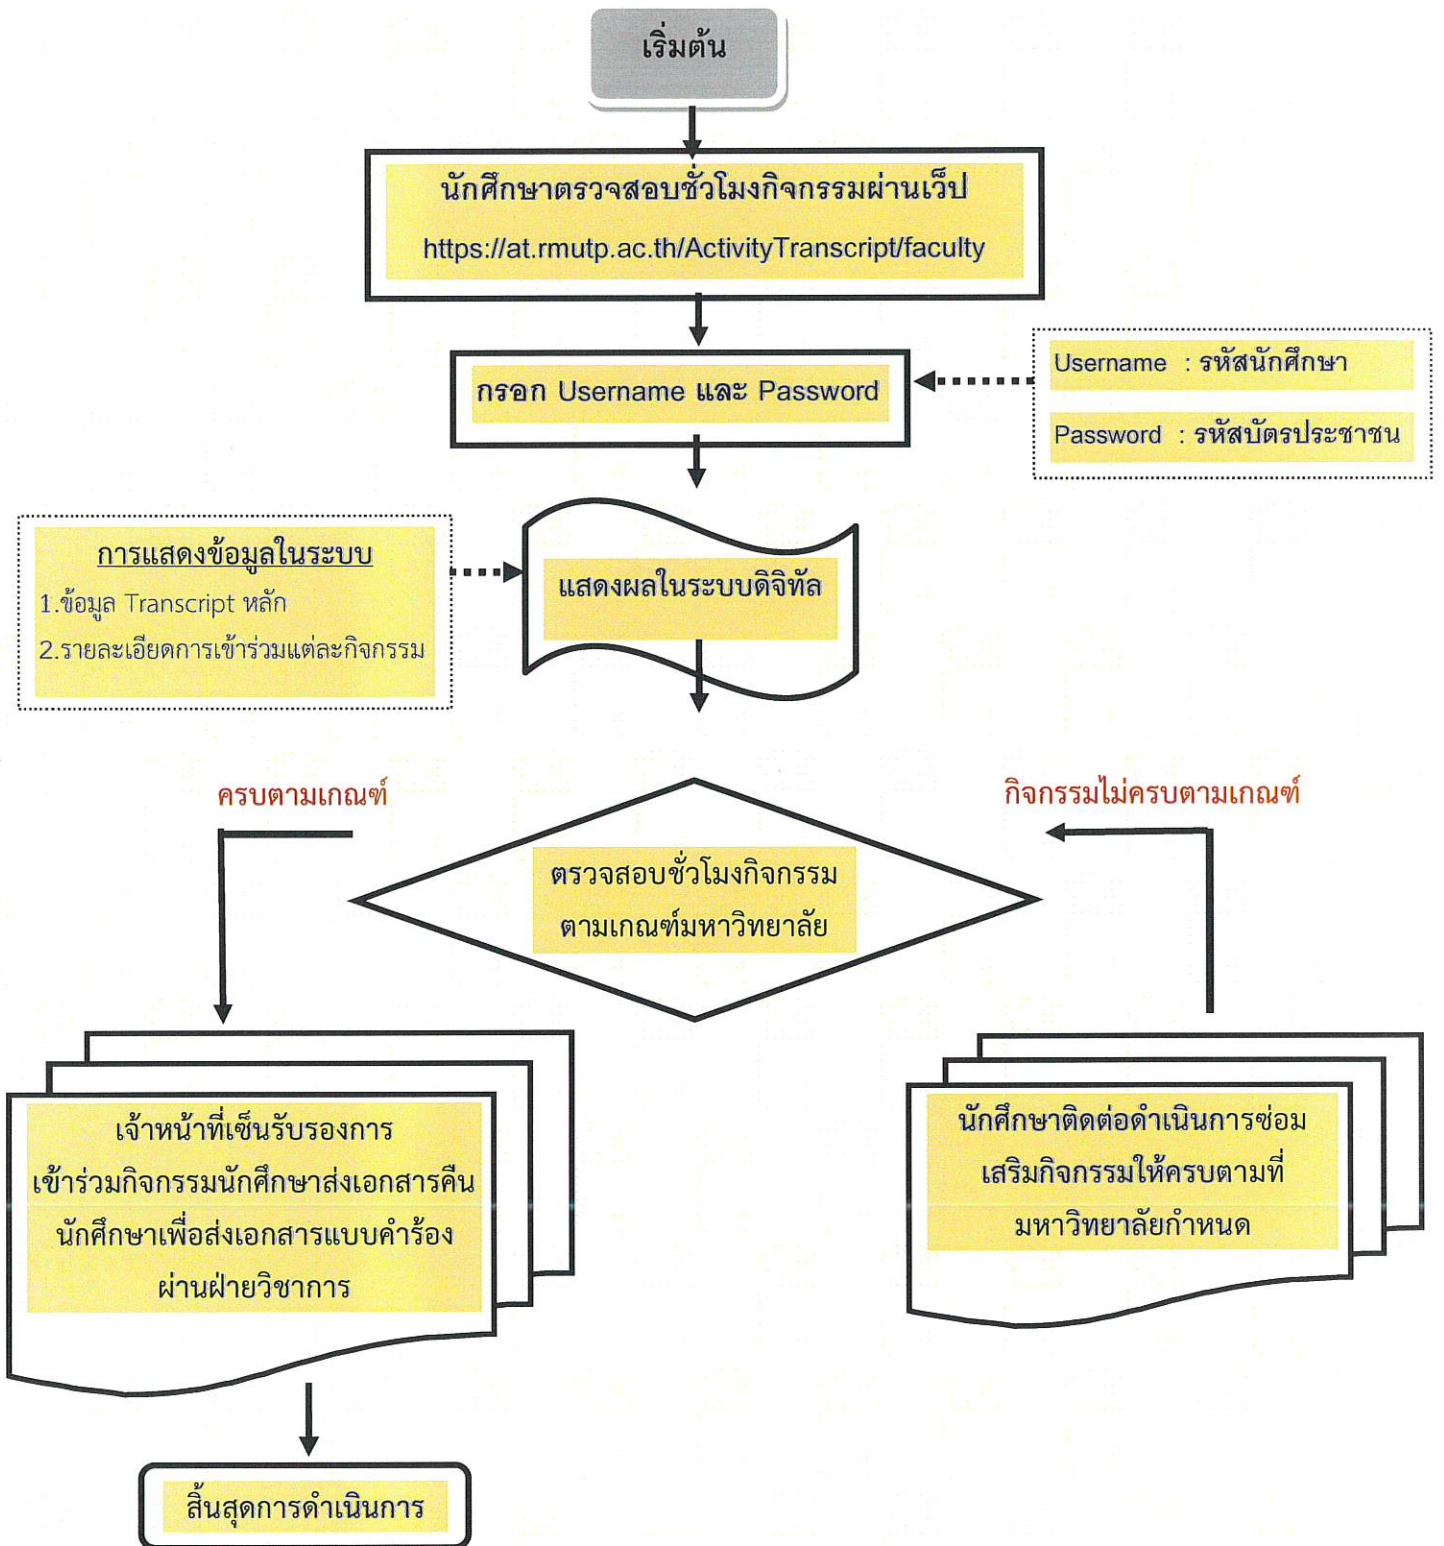 เริ่มต้น
นักศึกษาตรวจสอบชั่วโมงกิจกรรมผ่านเว็ป
https://at.rmutp.ac.th/ActivityTranscript/faculty
กรอก Username และ Password
Username : รหัสนักศึกษา
Password : รหัสบัตรประชาชน
การแสดงข้อมูลในระบบ
1.ข้อมูล Transcript หลัก
2.รายละเอียดการเข้าร่วมแต่ละกิจกรรม
แสดงผลในระบบดิจิทัล
ครบตามเกณฑ์
กิจกรรมไม่ครบตามเกณฑ์
ตรวจสอบชั่วโมงกิจกรรม
ตามเกณฑ์มหาวิทยาลัย
เจ้าหน้าที่เซ็นรับรองการ
เข้าร่วมกิจกรรมนักศึกษาส่งเอกสารคืน
นักศึกษาเพื่อส่งเอกสารแบบคำร้อง
ผ่านฝ่ายวิชาการ
นักศึกษาติดต่อดำเนินการซ่อม
เสริมกิจกรรมให้ครบตามที่
มหาวิทยาลัยกำหนด
สิ้นสุดการดำเนินการ